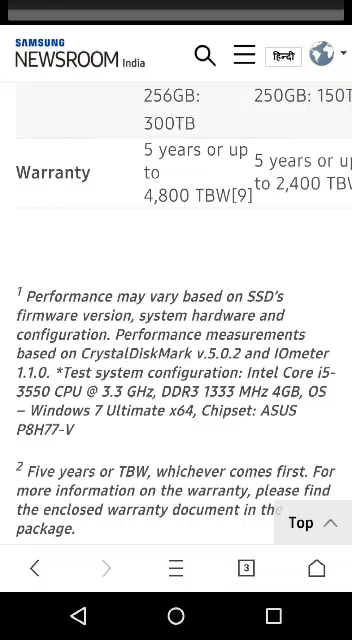 SAMSUNG
NEWSROOM India
हिन्दी
256GB: 250GB: 150T
300TB
Warranty
5 years or up
to
4,800 TBW[9]
5 years or up
to 2,400 TBW
1 Performance may vary based on SSD's
firmware version, system hardware and
configuration. Performance measurements
based on CrystalDiskMark v.5.0.2 and IOmeter
1.1.0. *Test system configuration: Intel Core i5-
3550 CPU @ 3.3 GHz, DDR3 1333 MHz 4GB, OS
– Windows 7 Ultimate x64, Chipset: ASUS
P8H77-V
2 Five years or TBW, whichever comes first. For
more information on the warranty, please find
the enclosed warranty document in the
package.
Top
3